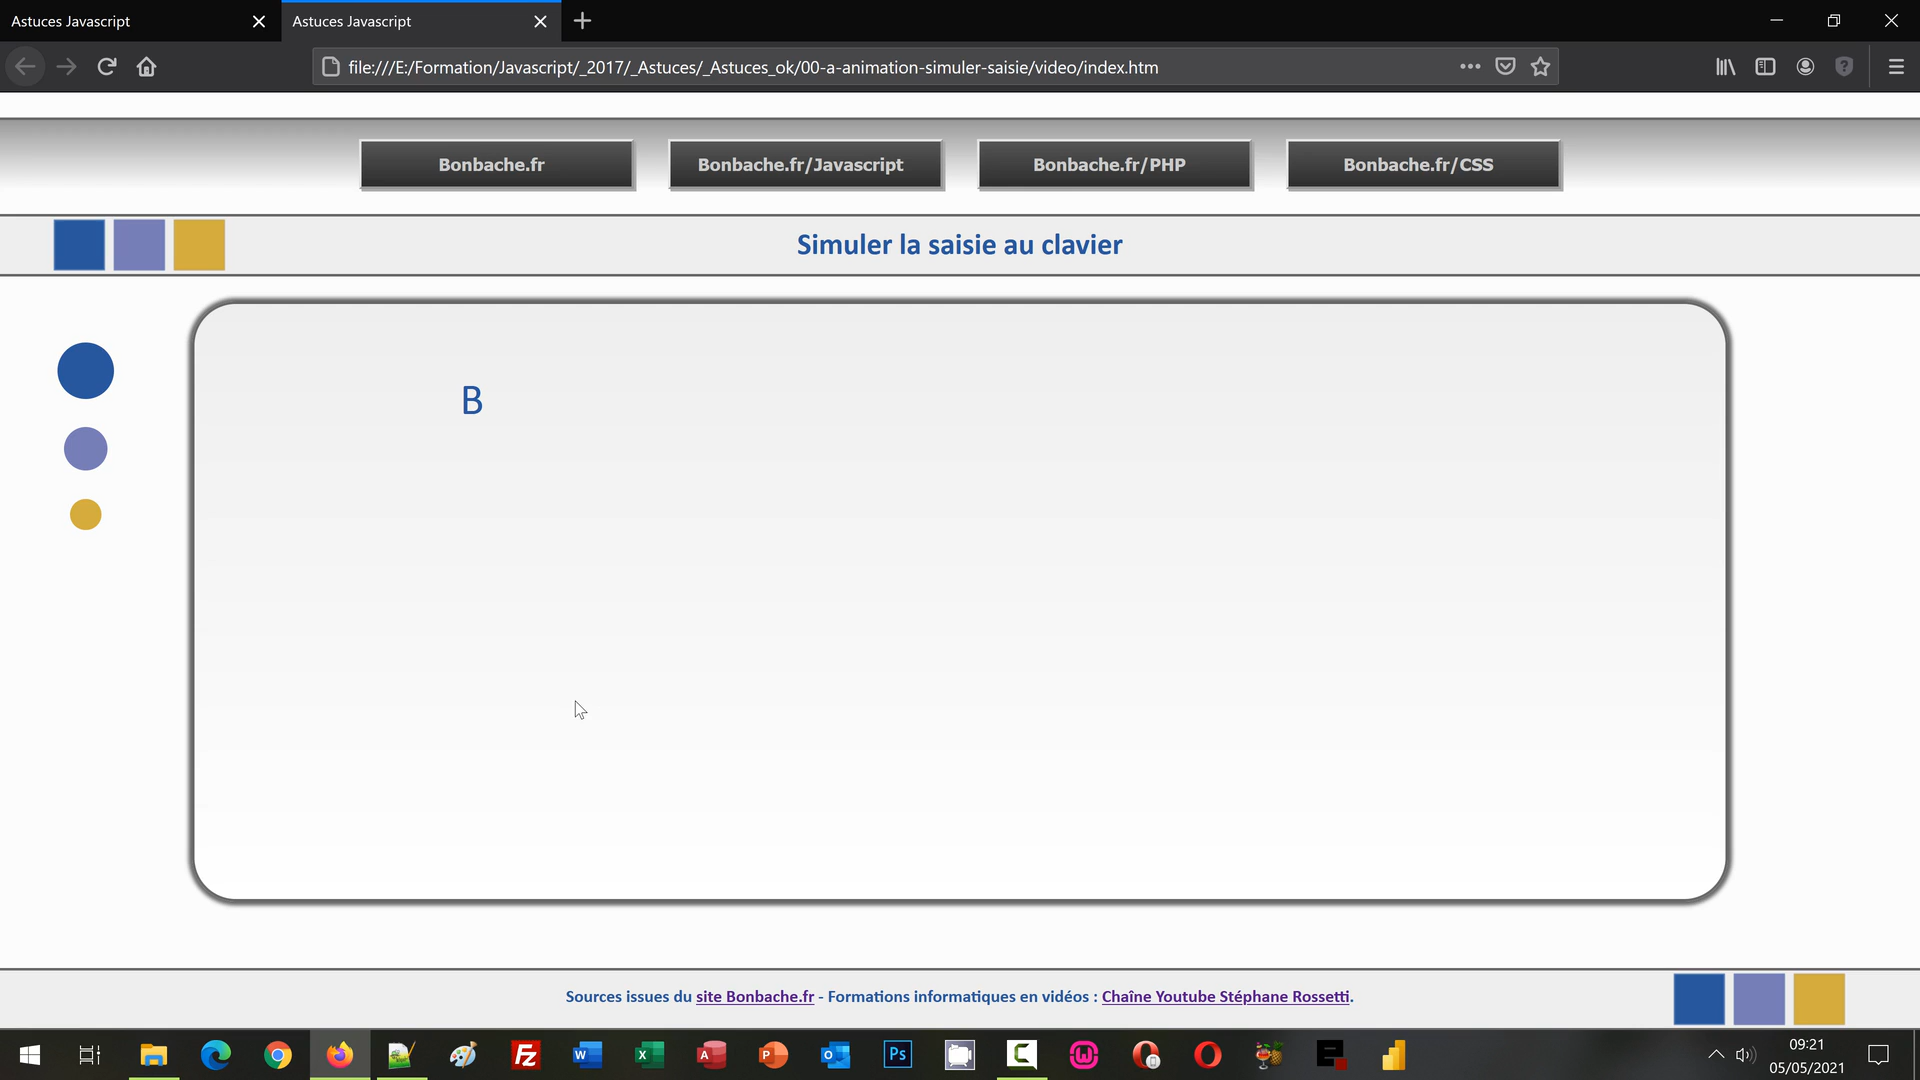 Astuces Javascript
Astuces Javascript
file:///E:/Formation/Javascript/_2017/_Astuces/_Astuces_ok/00-a-animation-simuler-saisie/video/index.htm
Bonbache.fr
Bonbache.fr/Javascript
Bonbache.fr/PHP
Bonbache.fr/CSS
Simuler la saisie au clavier
B
Sources issues du site Bonbache.fr - Formations informatiques en vidéos : Chaîne Youtube Stéphane Rossetti.
09:21
05/05/2021